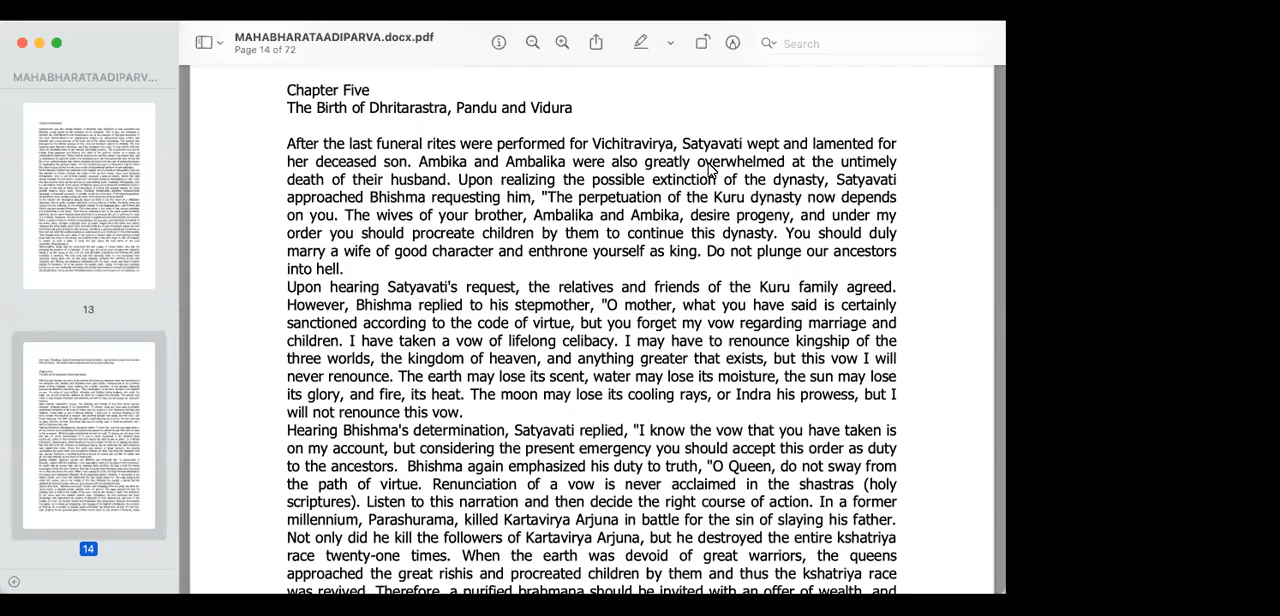 MAHABHARATAADIPARVA.docx.pdf
Page 14 of 72
Search
MAHABHARATAADIPARV...
13
14
Chapter Five
The Birth of Dhritarastra, Pandu and Vidura
After the last funeral rites were performed for Vichitravirya, Satyavati wept and lamented for
her deceased son. Ambika and Ambalika were also greatly overwhelmed at the untimely
loss of their husband. Upon realizing the possible extinction of the dynasty, Satyavati
approached Bhishma requesting him, "The perpetuation of the Kuru dynasty now depends
on you. The wives of your brother, Ambalika and Ambika, desire progeny, and under my
order you should procreate children by them to continue this dynasty. You should duly
marry a wife of good character and enthrone yourself as king. Do not plunge our ancestors
into hell.
Upon hearing Satyavati's request, the relatives and friends of the Kuru family agreed.
However, Bhishma replied to his stepmother, "O mother, what you have said is certainly
sanctioned according to the code of virtue, but you forget my vow regarding marriage and
children. I have taken a vow of lifelong celibacy. I may have to renounce kingship of the
three worlds, the kingdom of heaven, and anything greater that exists, but this vow I will
never renounce. The earth may lose its scent, water may lose its moisture, the sun may lose
its glory, and fire, its heat. The moon may lose its cooling rays, or Indra his prowess, but I
will not renounce this vow.
Hearing Bhishma's determination, Satyavati replied, "I know the vow that you have taken is
on my account, but considering the present emergency you should accept this order as duty
to the ancestors. Bhishma again emphasized his duty to truth, "O Queen, do not sway from
the path of virtue. Renunciation of a vow is never acclaimed in the shastras (holy
scriptures). Listen to this narration and then decide the right course of action. In a former
millennium, Parashurama, killed Kartavirya Arjuna in battle for the sin of slaying his father.
Not only did he kill the followers of Kartavirya Arjuna, but he destroyed the entire kshatriya
race twenty-one times. When the earth was devoid of great warriors, the queens
approached the great rishis and procreated children by them and thus the kshatriya race
was revived. Therefore, a purified brahmana should be invited with an offer of wealth, and